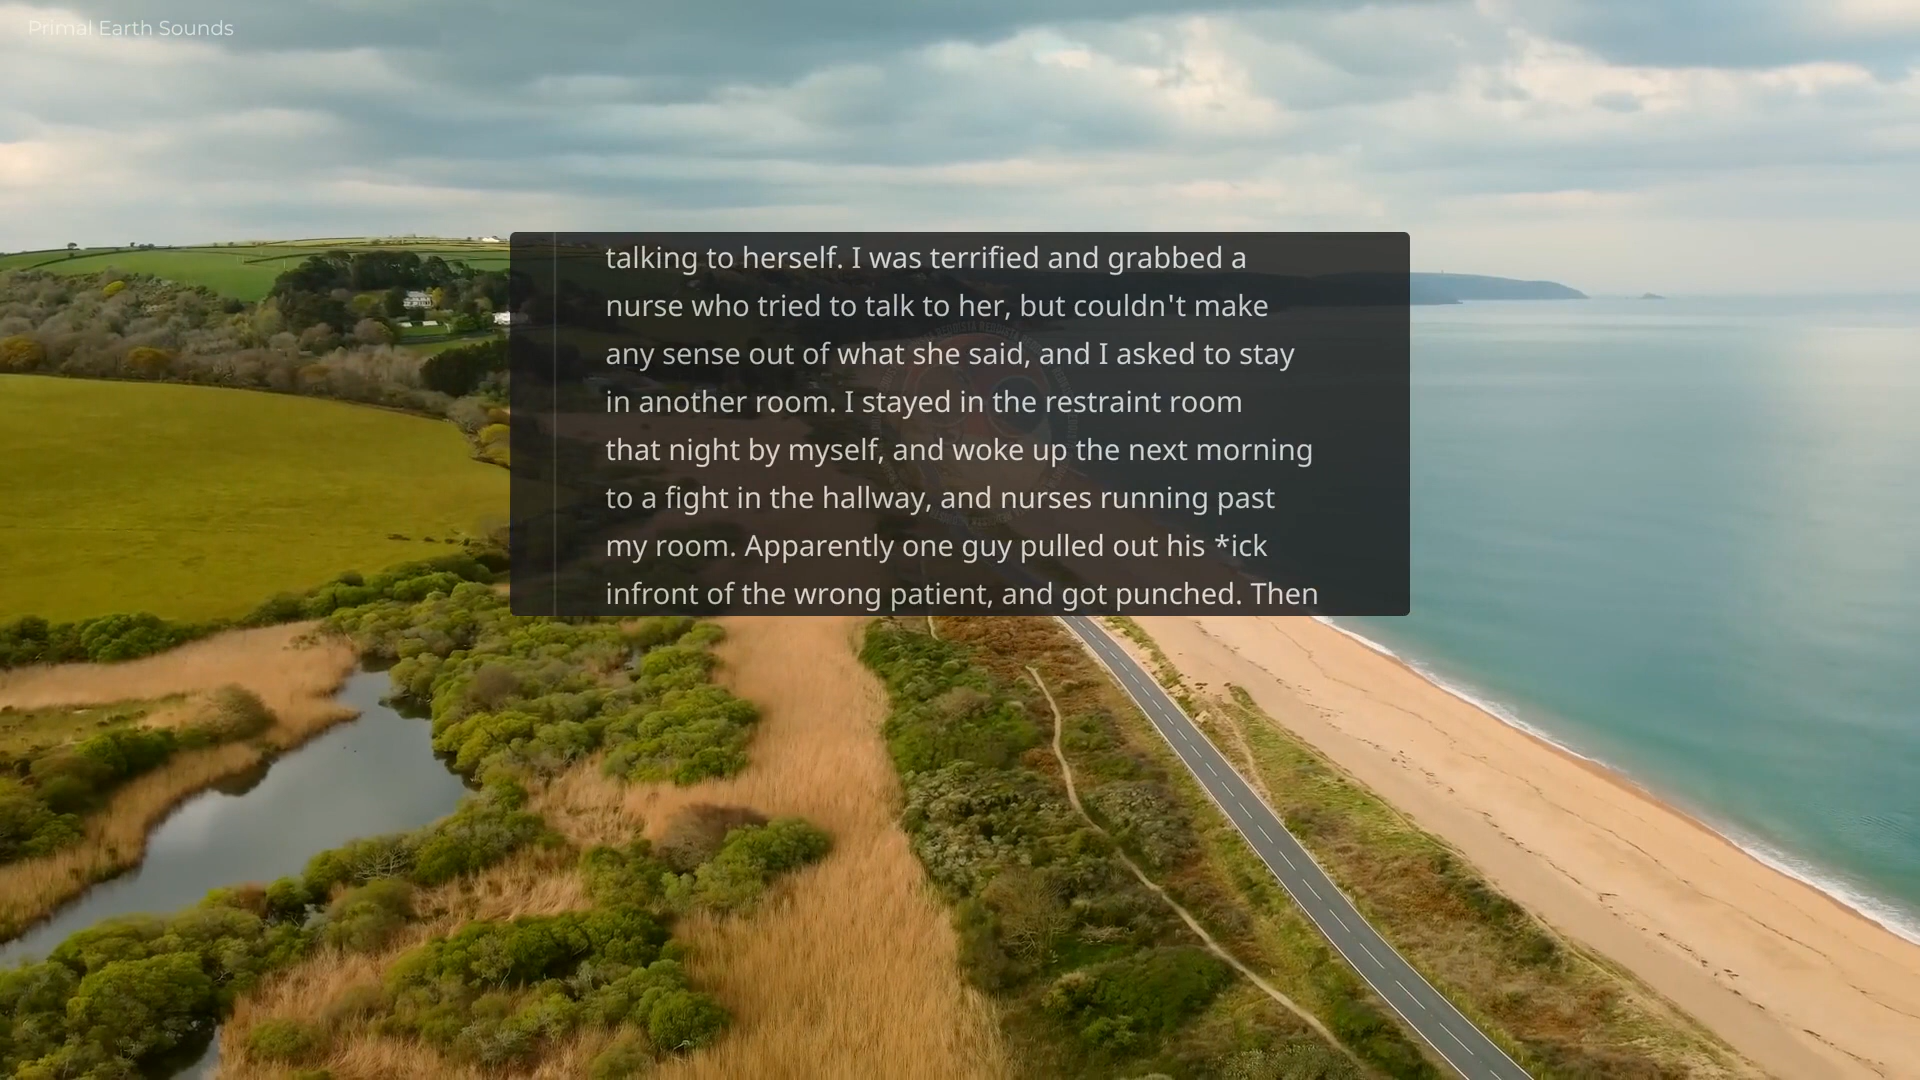 Primal Earth Sounds
talking to herself. I was terrified and grabbed a
nurse who tried to talk to her, but couldn't make
any sense out of what she said, and I asked to stay
in another room. I stayed in the restraint room
that night by myself, and woke up the next morning
to a fight in the hallway, and nurses running past
my room. Apparently one guy pulled out his *ick
infront of the wrong patient, and got punched. Then